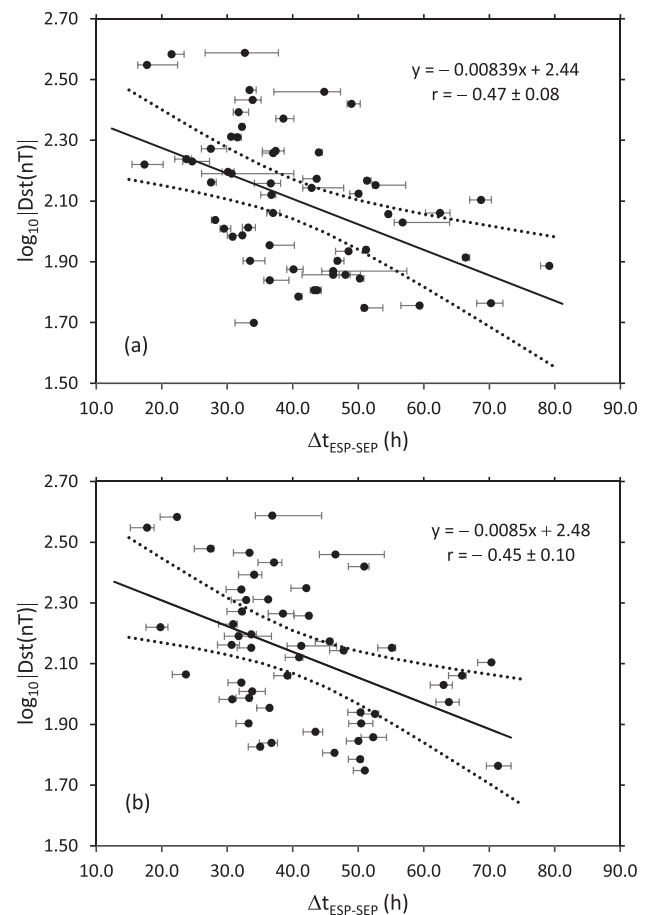 2.70
2.50
2.30
2.10
1.90
1.70
1.50
log₁₀|Dst(nT)|
y = − 0.00839x + 2.44
r = − 0.47 ± 0.08
(a)
10.0 20.0 30.0 40.0 50.0 60.0 70.0 80.0 90.0
Δt_ESP-SEP (h)
2.70
2.50
2.30
2.10
1.90
1.70
1.50
log₁₀|Dst(nT)|
y = − 0.0085x + 2.48
r = − 0.45 ± 0.10
(b)
10.0 20.0 30.0 40.0 50.0 60.0 70.0 80.0 90.0
Δt_ESP-SEP (h)